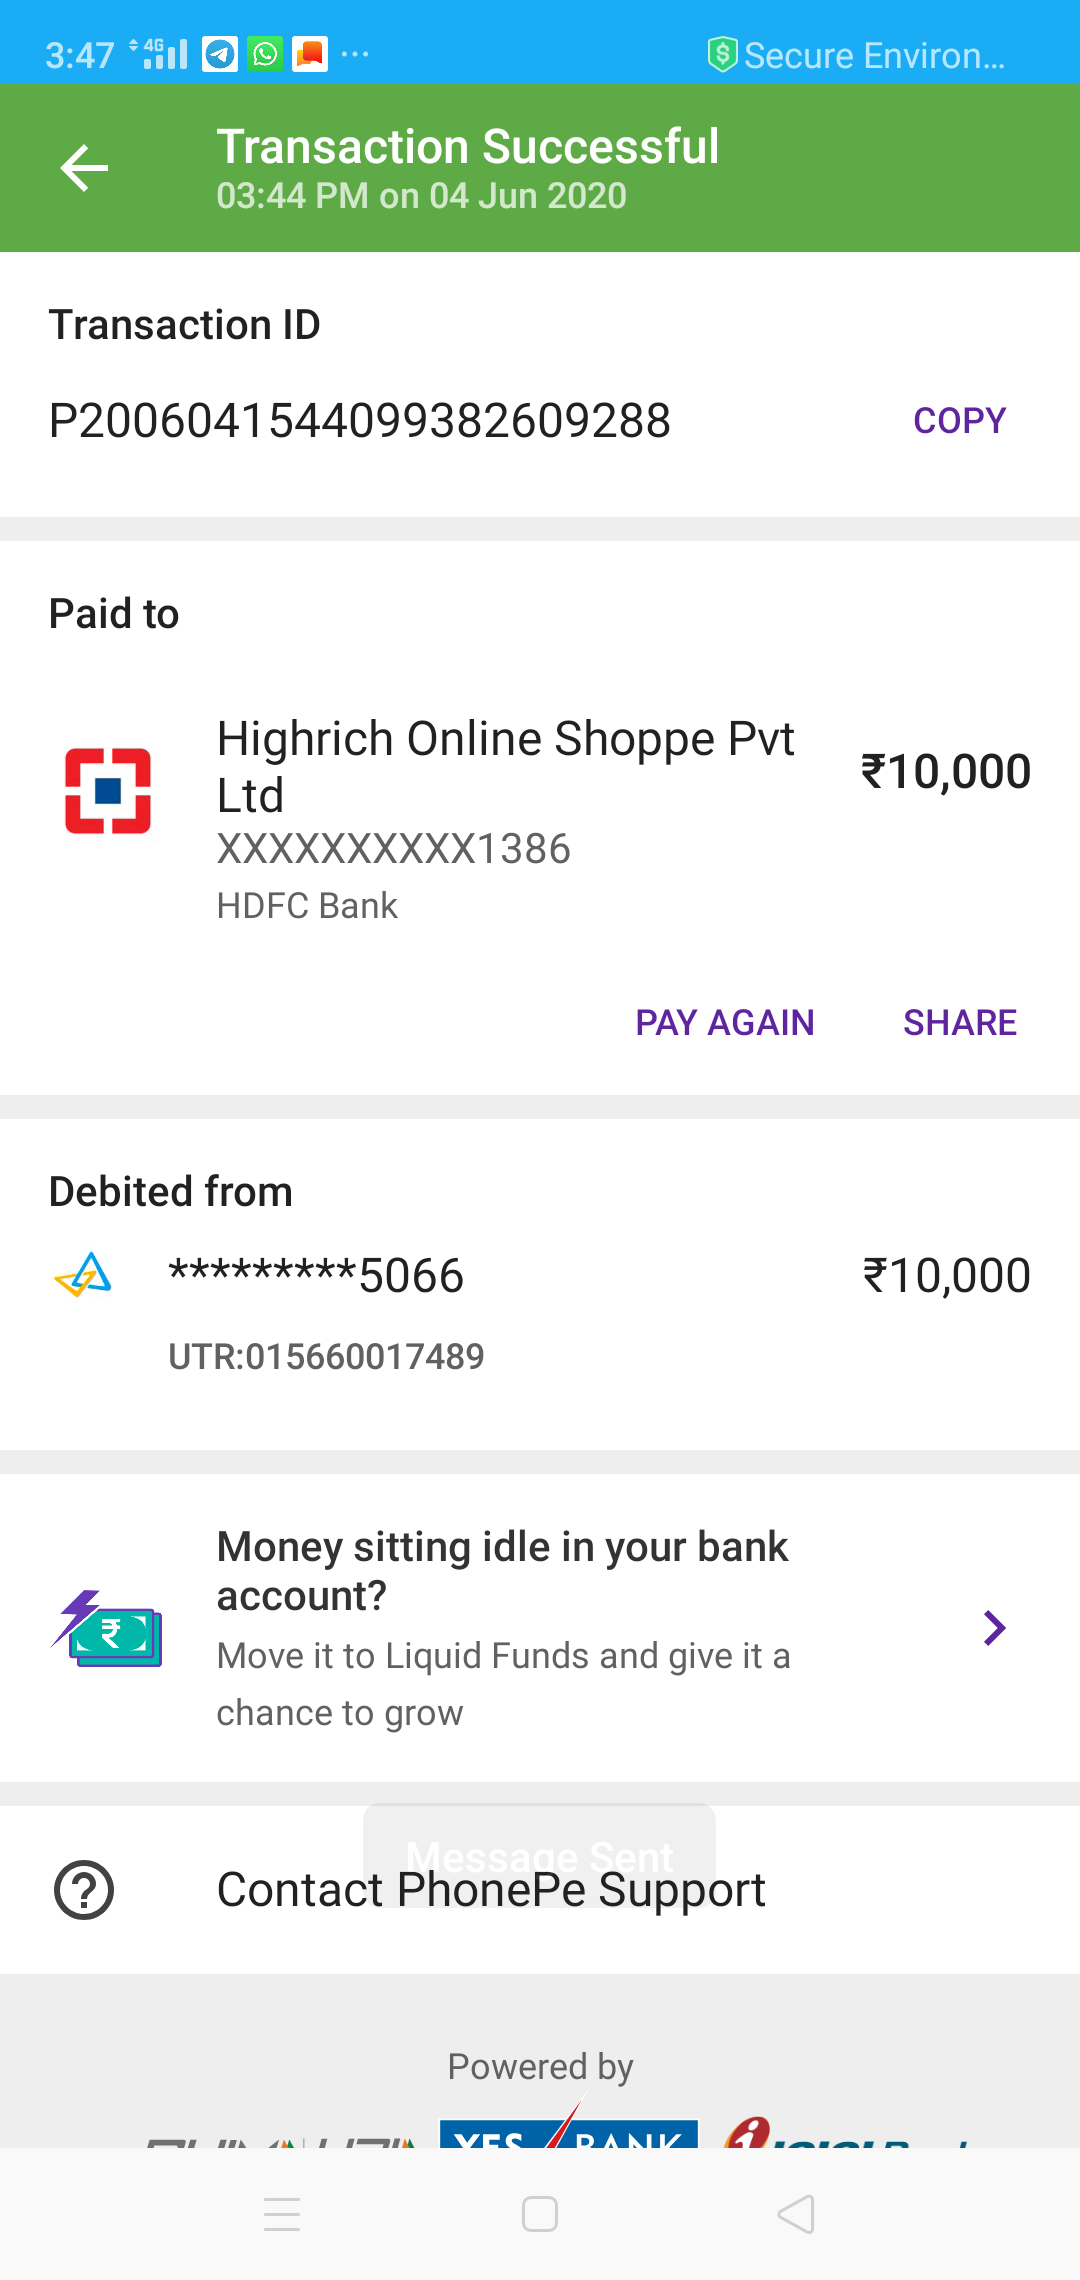 3:47 4G Secure Environ...
Transaction Successful
03:44 PM on 04 Jun 2020
Transaction ID
P2006041544099382609288 COPY
Paid to
Highrich Online Shoppe Pvt
Ltd
₹10,000
XXXXXXXXXX1386
HDFC Bank
PAY AGAIN SHARE
Debited from
*********5066 ₹10,000
UTR:015660017489
Money sitting idle in your bank
account?
Move it to Liquid Funds and give it a
chance to grow
Message Sent
Contact PhonePe Support
Powered by
YES BANK